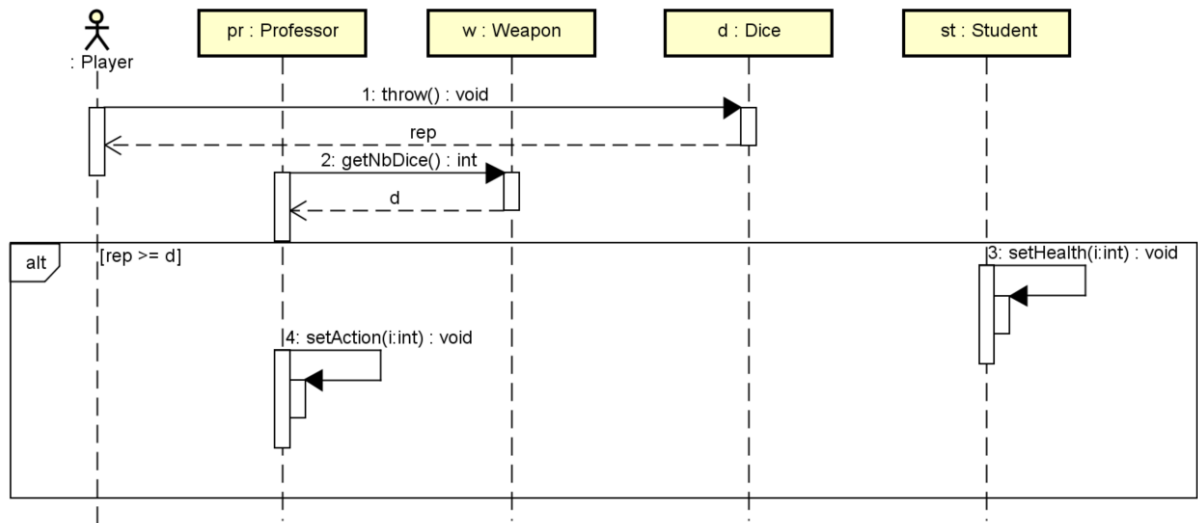 : Player
pr : Professor
w : Weapon
d : Dice
st : Student
1: throw() : void
rep
2: getNbDice() : int
d
alt
[rep >= d]
3: setHealth(i:int) : void
4: setAction(i:int) : void